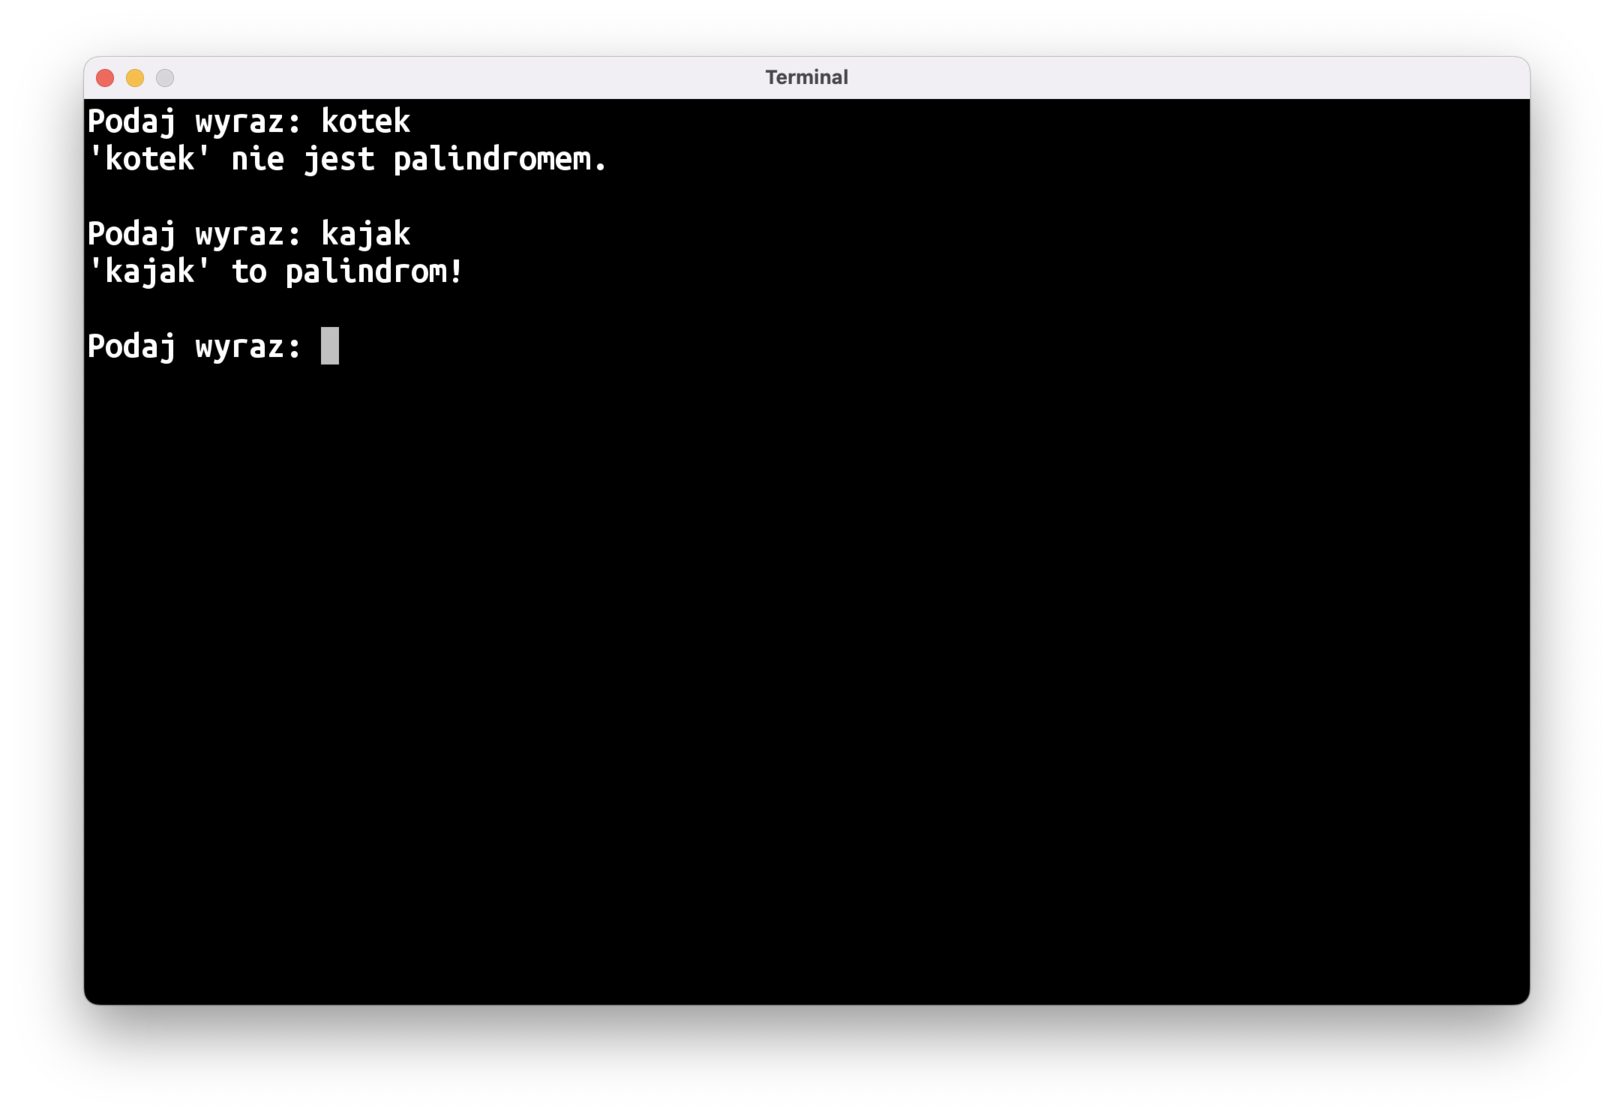 Terminal
Podaj wyraz: kotek
'kotek' nie jest palindromem.
Podaj wyraz: kajak
'kajak' to palindrom!
Podaj wyraz: